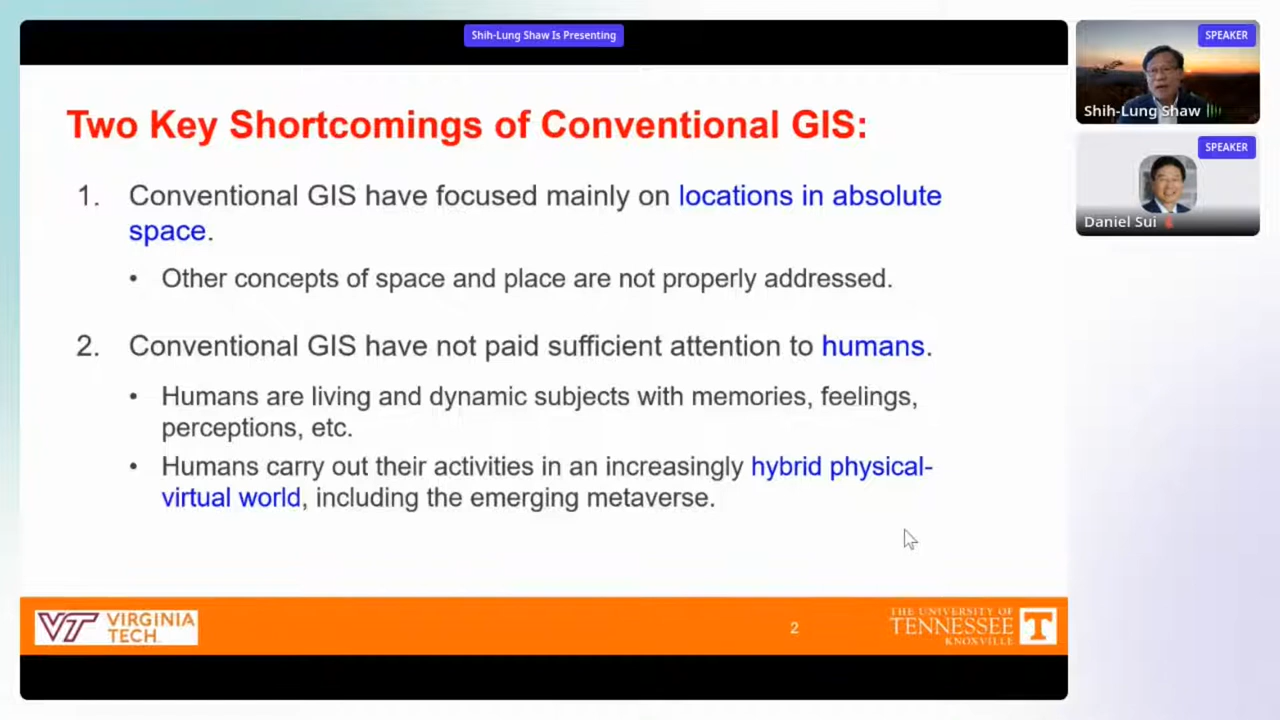 Shih-Lung Shaw Is Presenting
SPEAKER
Shih-Lung Shaw
SPEAKER
Daniel Sui
Two Key Shortcomings of Conventional GIS:
1. Conventional GIS have focused mainly on locations in absolute
space.
• Other concepts of space and place are not properly addressed.
2. Conventional GIS have not paid sufficient attention to humans.
• Humans are living and dynamic subjects with memories, feelings,
perceptions, etc.
• Humans carry out their activities in an increasingly hybrid physical-
virtual world, including the emerging metaverse.
VT VIRGINIA
TECH
2
THE UNIVERSITY OF
TENNESSEE
KNOXVILLE
T